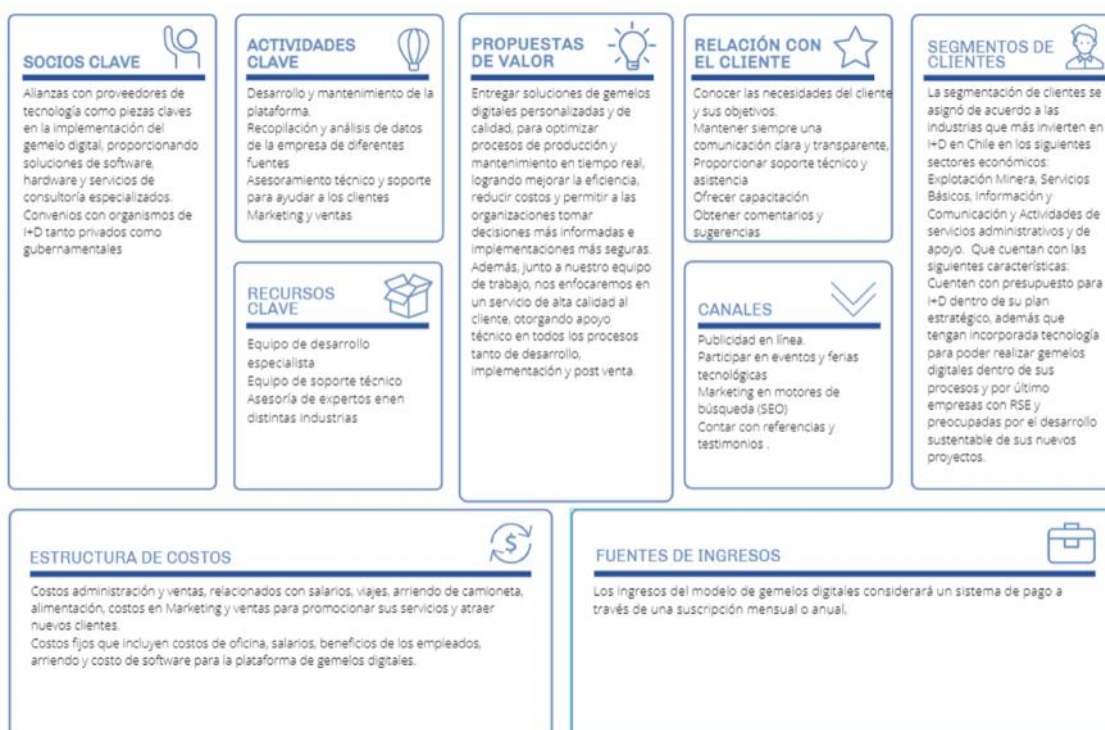 SOCIOS CLAVE
Alianzas con proveedores de
tecnología como piezas claves
en la implementación del
gemelo digital, proporcionando
soluciones de software,
hardware y servicios de
consultoría especializados.
Convenios con organismos de
I+D tanto privados como
gubernamentales
ACTIVIDADES
CLAVE
Desarrollo y mantenimiento de la
plataforma.
Recopilación y análisis de datos
de la empresa de diferentes
fuentes
Asesoramiento técnico y soporte
para ayudar a los clientes
Marketing y ventas
RECURSOS
CLAVE
Equipo de desarrollo
especialista
Equipo de soporte técnico
Asesoría de expertos enen
distintas industrias
PROPUESTAS
DE VALOR
Entregar soluciones de gemelos
digitales personalizadas y de
calidad, para optimizar
procesos de producción y
mantenimiento en tiempo real,
logrando mejorar la eficiencia,
reducir costos y permitir a las
organizaciones tomar
decisiones más informadas e
implementaciones más seguras.
Además, junto a nuestro equipo
de trabajo, nos enfocaremos en
un servicio de alta calidad al
cliente, otorgando apoyo
técnico en todos los procesos
tanto de desarrollo,
implementación y post venta.
RELACIÓN CON
EL CLIENTE
Conocer las necesidades del cliente
y sus objetivos.
Mantener siempre una
comunicación clara y transparente,
Proporcionar soporte técnico y
asistencia
Ofrecer capacitación
Obtener comentarios y
sugerencias
CANALES
Publicidad en línea.
Participar en eventos y ferias
tecnológicas
Marketing en motores de
búsqueda (SEO)
Contar con referencias y
testimonios .
SEGMENTOS DE
CLIENTES
La segmentación de clientes se
asignó de acuerdo a las
industrias que más invierten en
I+D en Chile en los siguientes
sectores económicos:
Explotación Minera, Servicios
Básicos, Información y
Comunicación y Actividades de
servicios administrativos y de
apoyo. Que cuentan con las
siguientes características:
Cuenten con presupuesto para
I+D dentro de su plan
estratégico, además que
tengan incorporada tecnología
para poder realizar gemelos
digitales dentro de sus
procesos y por último
empresas con RSE y
preocupadas por el desarrollo
sustentable de sus nuevos
proyectos.
ESTRUCTURA DE COSTOS
$
Costos administración y ventas, relacionados con salarios, viajes, arriendo de camioneta,
alimentación, costos en Marketing y ventas para promocionar sus servicios y atraer
nuevos clientes.
Costos fijos que incluyen costos de oficina, salarios, beneficios de los empleados,
arriendo y costo de software para la plataforma de gemelos digitales.
FUENTES DE INGRESOS
Los ingresos del modelo de gemelos digitales considerará un sistema de pago a
través de una suscripción mensual o anual.